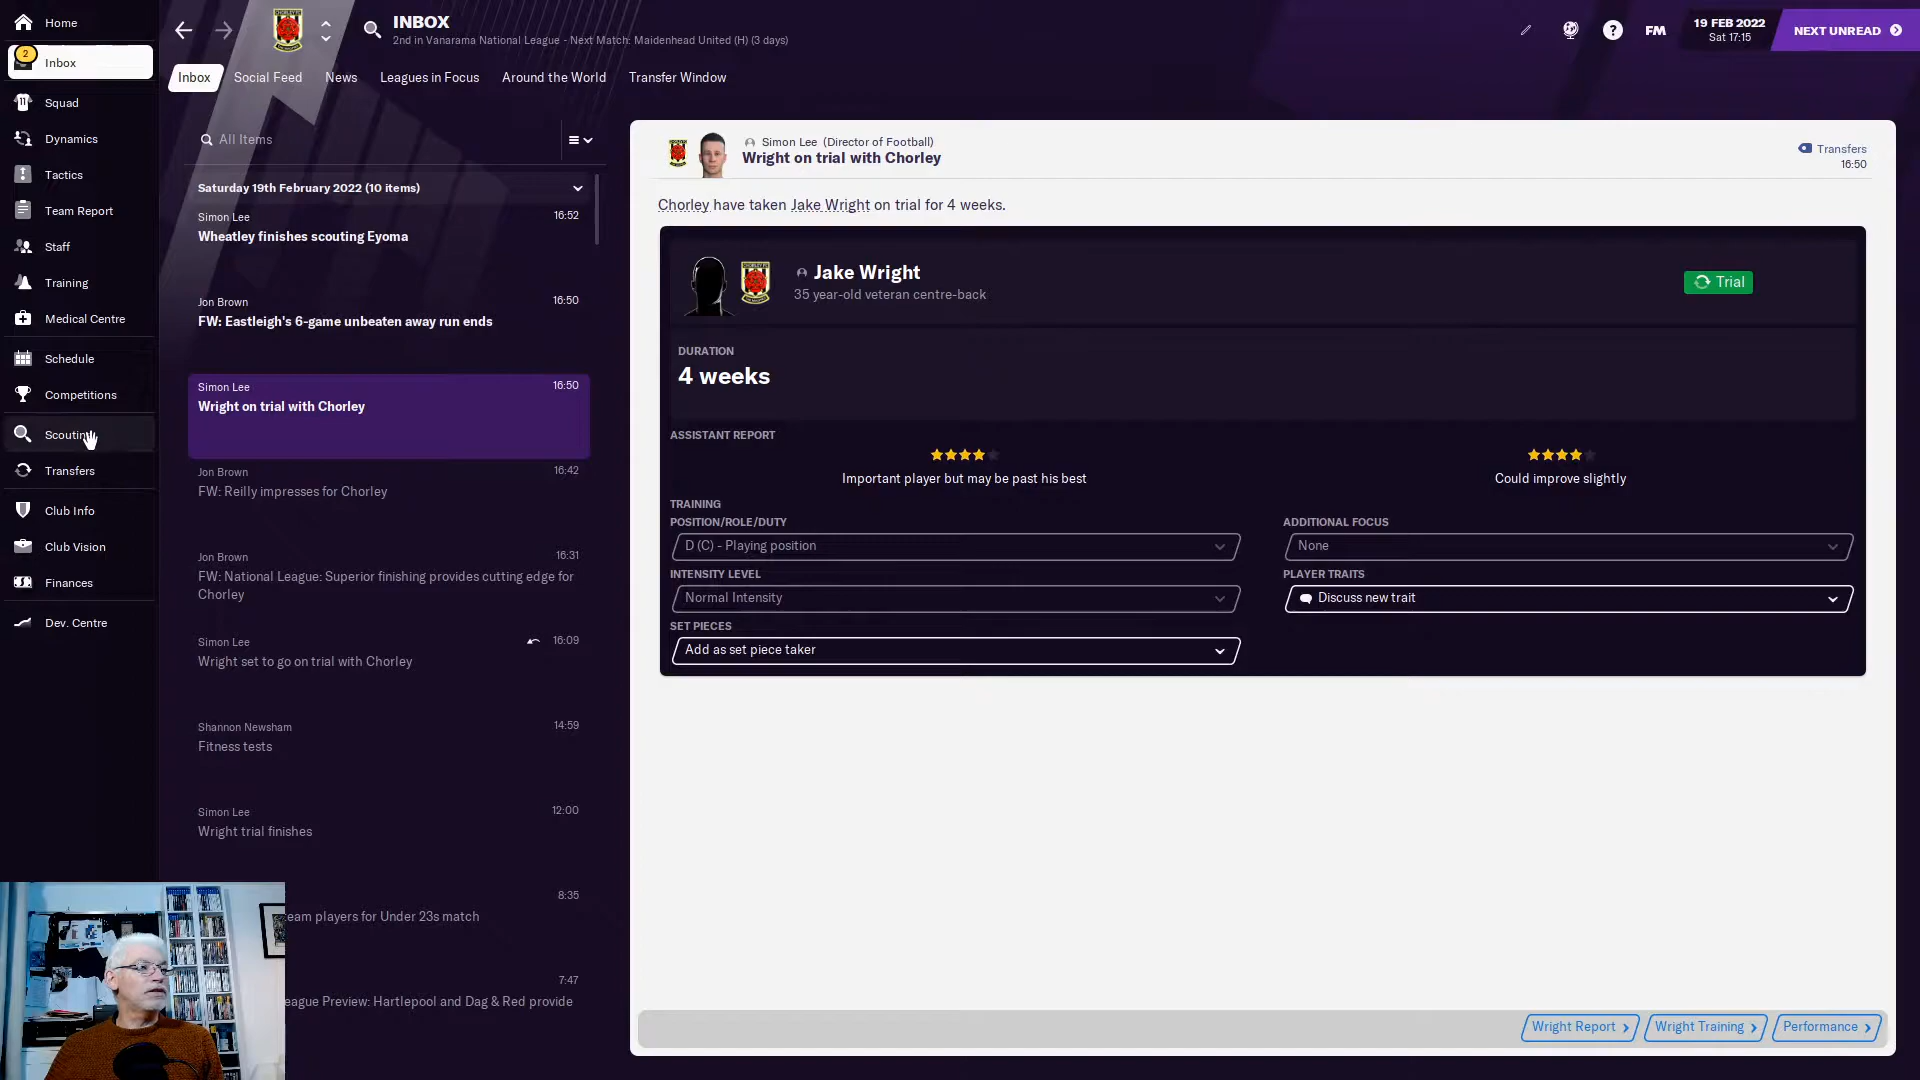 Home
2
Inbox
Squad
Dynamics
Tactics
Team Report
Staff
Training
Medical Centre
Schedule
Competitions
Scouting
Transfers
Club Info
Club Vision
Finances
Dev. Centre
INBOX
2nd in Vanarama National League - Next Match: Maidenhead United (H) (3 days)
FM
19 FEB 2022
Sat 17:15
NEXT UNREAD
Inbox
Social Feed
News
Leagues in Focus
Around the World
Transfer Window
All Items
Saturday 19th February 2022 (10 items)
Simon Lee 16:52
Wheatley finishes scouting Eyoma
Jon Brown 16:50
FW: Eastleigh's 6-game unbeaten away run ends
Simon Lee 16:50
Wright on trial with Chorley
Jon Brown 16:42
FW: Reilly impresses for Chorley
Jon Brown 16:31
FW: National League: Superior finishing provides cutting edge for
Chorley
Simon Lee 16:09
Wright set to go on trial with Chorley
Shannon Newsham 14:59
Fitness tests
Simon Lee 12:00
Wright trial finishes
8:35
eam players for Under 23s match
7:47
eague Preview: Hartlepool and Dag & Red provide
Simon Lee (Director of Football)
Wright on trial with Chorley
Transfers
16:50
Chorley have taken Jake Wright on trial for 4 weeks.
Jake Wright
35 year-old veteran centre-back
Trial
DURATION
4 weeks
ASSISTANT REPORT
Important player but may be past his best
Could improve slightly
TRAINING
POSITION/ROLE/DUTY
D (C) - Playing position
ADDITIONAL FOCUS
None
INTENSITY LEVEL
Normal Intensity
PLAYER TRAITS
Discuss new trait
SET PIECES
Add as set piece taker
Wright Report
Wright Training
Performance